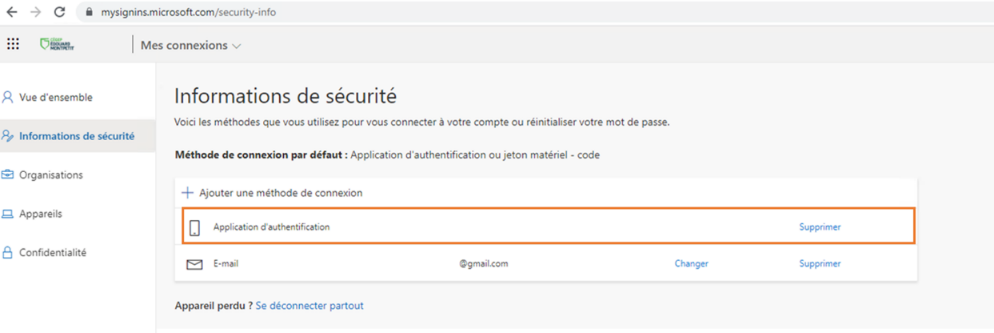 mysignins.microsoft.com/security-info
CÉGEP
ÉDOUARD
MONTPETIT
Mes connexions
Vue d'ensemble
Informations de sécurité
Organisations
Appareils
Confidentialité
Informations de sécurité
Voici les méthodes que vous utilisez pour vous connecter à votre compte ou réinitialiser votre mot de passe.
Méthode de connexion par défaut : Application d'authentification ou jeton matériel - code
Ajouter une méthode de connexion
Application d'authentification Supprimer
E-mail @gmail.com Changer Supprimer
Appareil perdu ? Se déconnecter partout